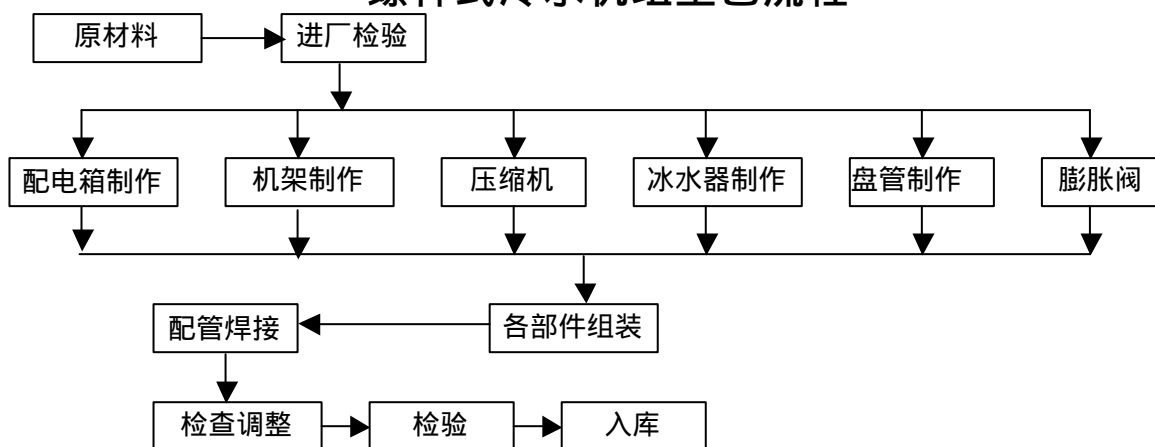 原材料
进厂检验
配电箱制作
机架制作
压缩机
冰水器制作
盘管制作
膨胀阀
配管焊接
各部件组装
检查调整
检验
入库